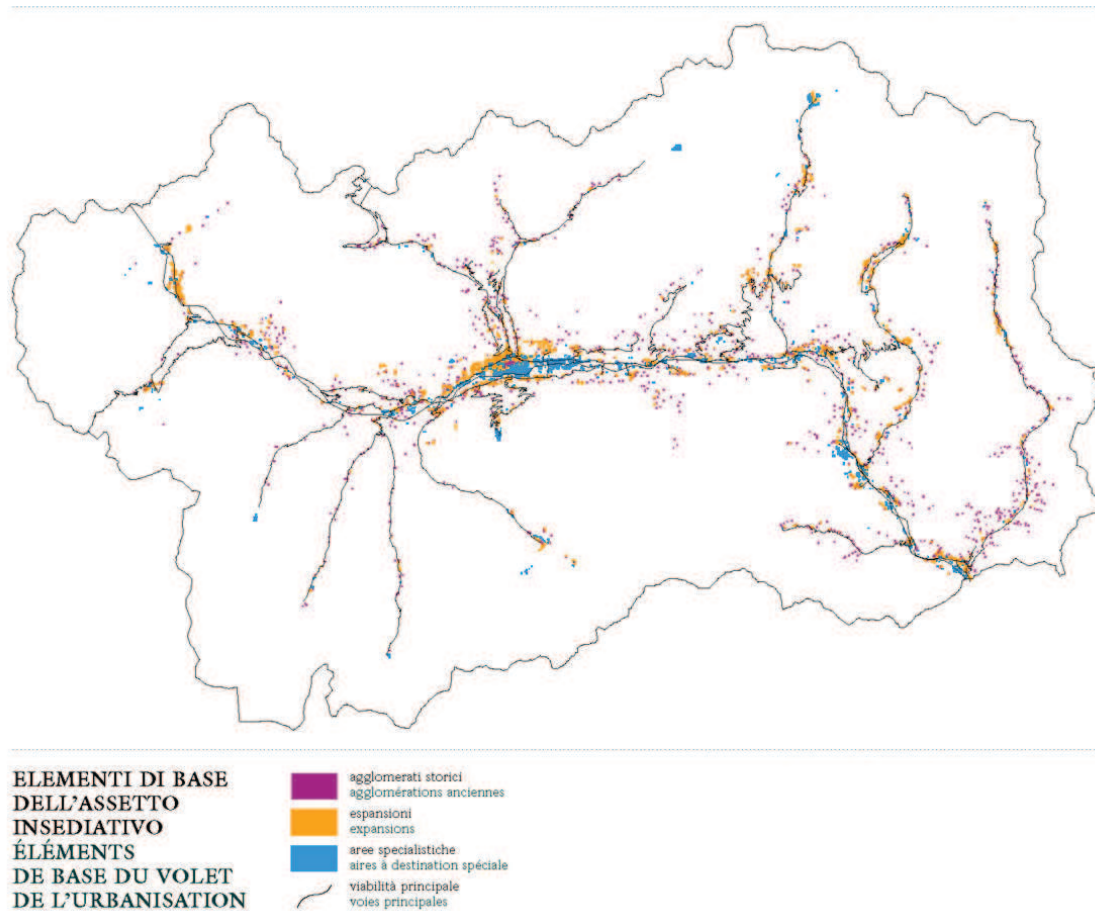 ELEMENTI DI BASE
DELL'ASSETTO
INSEDIATIVO
ÉLÉMENTS
DE BASE DU VOLET
DE L'URBANISATION
agglomerati storici
agglomérations anciennes
espansioni
expansions
aree specialistiche
aires à destination spéciale
viabilità principale
voies principales